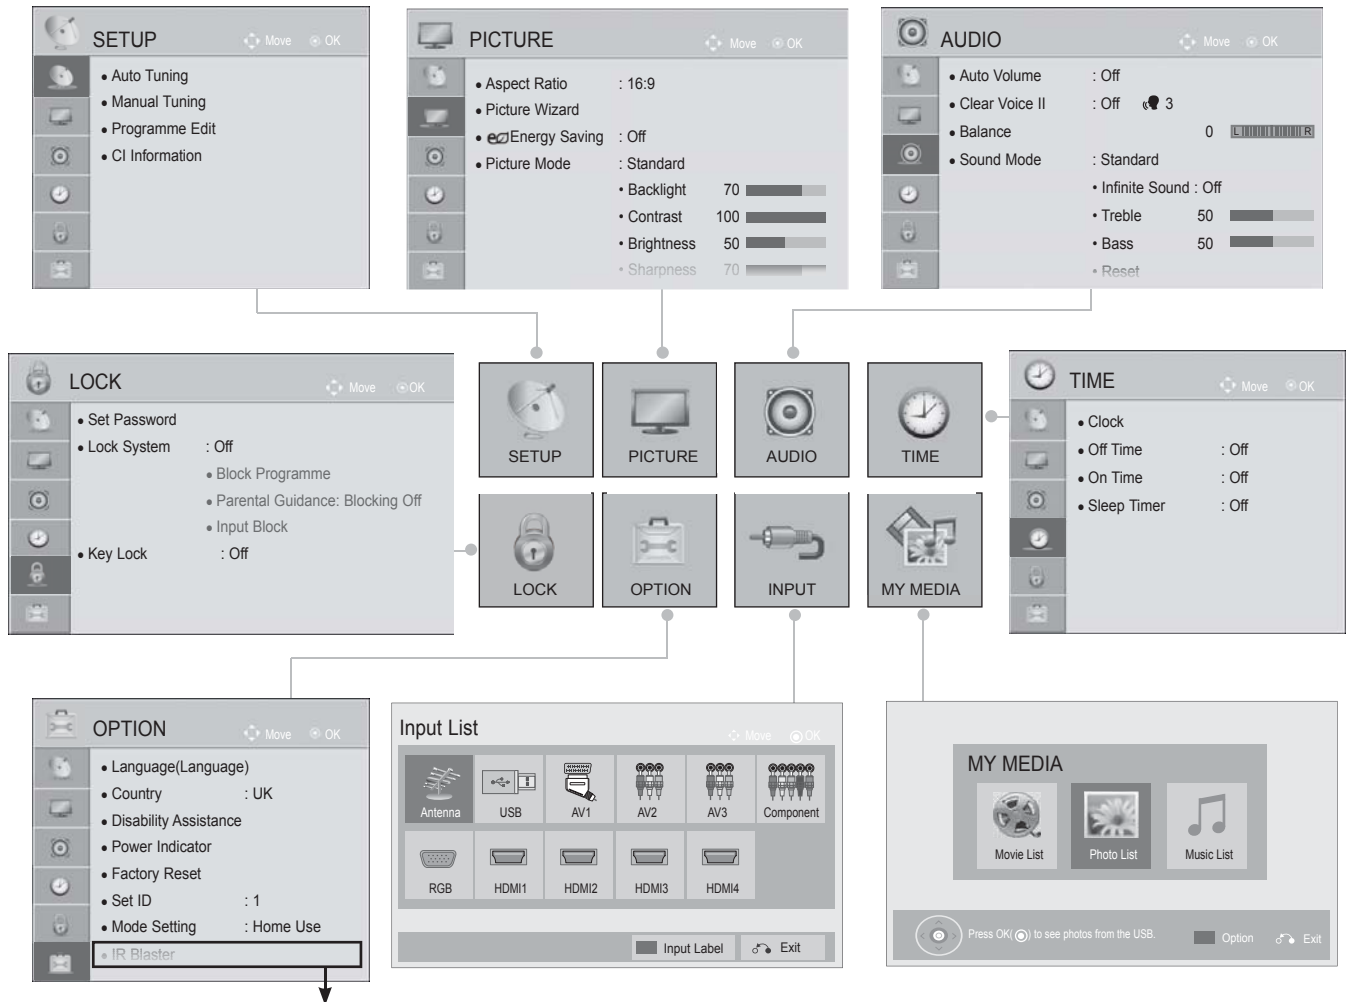 SETUP
Move OK
• Auto Tuning
• Manual Tuning
• Programme Edit
• CI Information
PICTURE
Move OK
• Aspect Ratio : 16:9
• Picture Wizard
• Energy Saving : Off
• Picture Mode : Standard
• Backlight 70
• Contrast 100
• Brightness 50
• Sharpness 70
AUDIO
Move OK
• Auto Volume : Off
• Clear Voice II : Off 3
• Balance 0 L R
• Sound Mode : Standard
• Infinite Sound : Off
• Treble 50
• Bass 50
• Reset
LOCK
Move OK
• Set Password
• Lock System : Off
• Block Programme
• Parental Guidance: Blocking Off
• Input Block
• Key Lock : Off
SETUP
PICTURE
AUDIO
TIME
LOCK
OPTION
INPUT
MY MEDIA
TIME
Move OK
• Clock
• Off Time : Off
• On Time : Off
• Sleep Timer : Off
OPTION
Move OK
• Language(Language)
• Country : UK
• Disability Assistance
• Power Indicator
• Factory Reset
• Set ID : 1
• Mode Setting : Home Use
• IR Blaster
Input List
Move OK
Antenna
USB
AV1
AV2
AV3
Component
RGB
HDMI1
HDMI2
HDMI3
HDMI4
Input Label Exit
MY MEDIA
Movie List
Photo List
Music List
Press OK( ) to see photos from the USB.
Option Exit